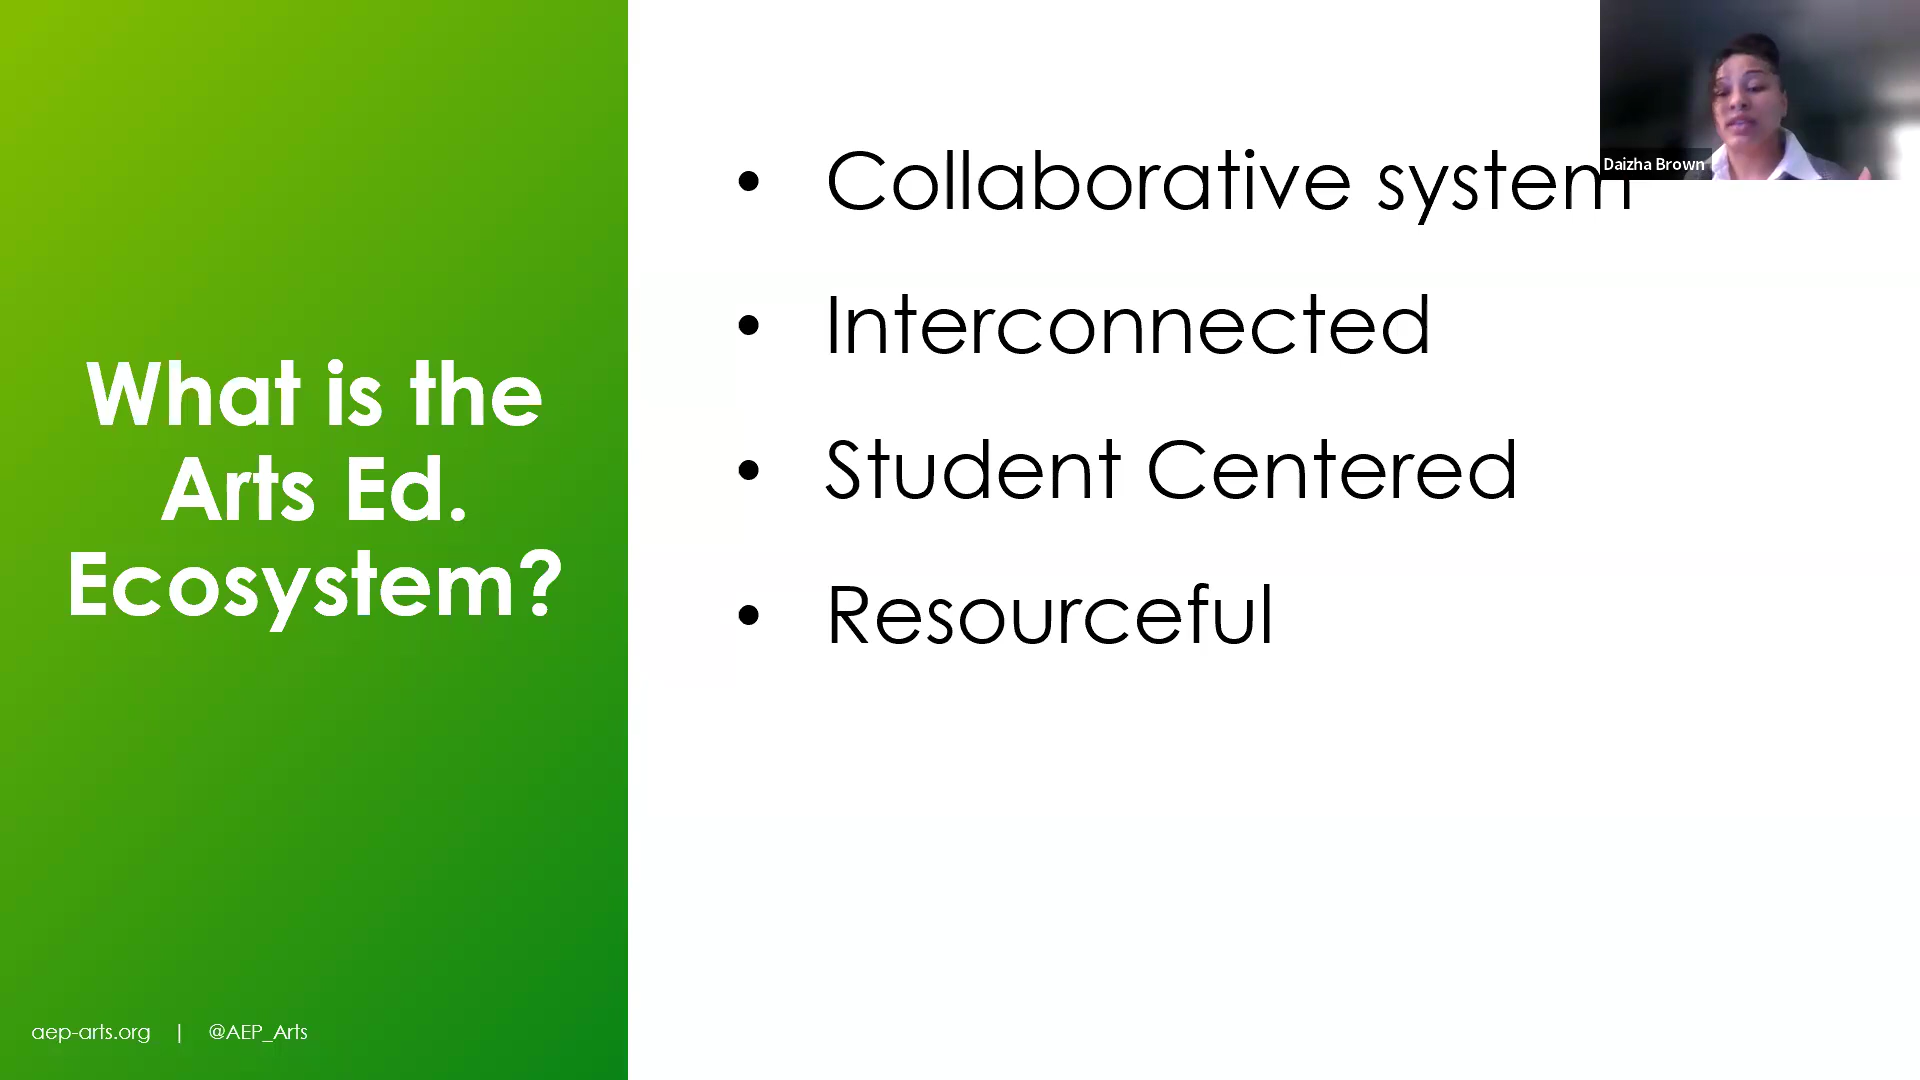 What is the
Arts Ed.
Ecosystem?
• Collaborative system
• Interconnected
• Student Centered
• Resourceful
Daizha Brown
aep-arts.org | @AEP_Arts